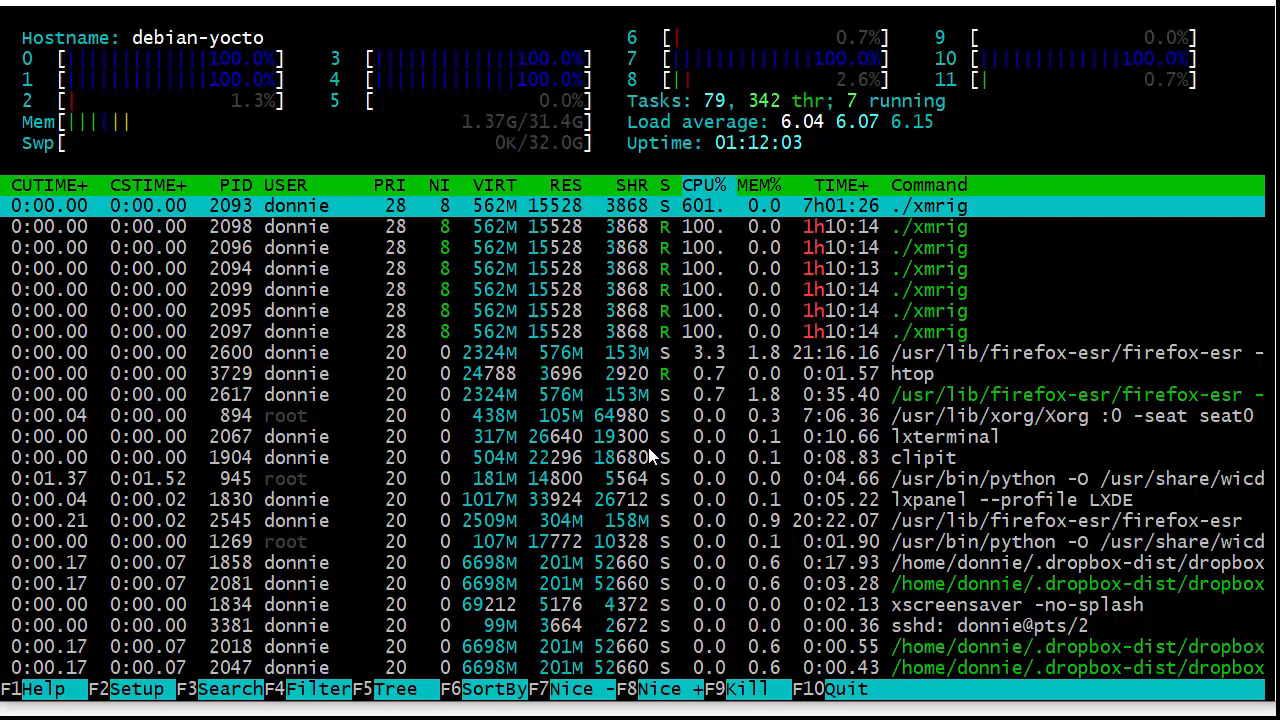 Hostname: debian-yocto
0 [||||||||||||100.0%] 3 [||||||||||||100.0%]
1 [||||||||||||100.0%] 4 [||||||||||||100.0%]
2 [| 1.3%] 5 [ 0.0%]
Mem[|||||| 1.37G/31.4G]
Swp[ 0K/32.0G]
6 [| 0.7%] 9 [ 0.0%]
7 [||||||||||||100.0%] 10 [||||||||||||100.0%]
8 [|| 2.6%] 11 [| 0.7%]
Tasks: 79, 342 thr; 7 running
Load average: 6.04 6.07 6.15
Uptime: 01:12:03
CUTIME+ CSTIME+ PID USER PRI NI VIRT RES SHR S CPU% MEM% TIME+ Command
0:00.00 0:00.00 2093 donnie 28 8 562M 15528 3868 S 601. 0.0 7h01:26 ./xmrig
0:00.00 0:00.00 2098 donnie 28 8 562M 15528 3868 R 100. 0.0 1h10:14 ./xmrig
0:00.00 0:00.00 2096 donnie 28 8 562M 15528 3868 R 100. 0.0 1h10:14 ./xmrig
0:00.00 0:00.00 2094 donnie 28 8 562M 15528 3868 R 100. 0.0 1h10:13 ./xmrig
0:00.00 0:00.00 2099 donnie 28 8 562M 15528 3868 R 100. 0.0 1h10:14 ./xmrig
0:00.00 0:00.00 2095 donnie 28 8 562M 15528 3868 R 100. 0.0 1h10:14 ./xmrig
0:00.00 0:00.00 2097 donnie 28 8 562M 15528 3868 R 100. 0.0 1h10:14 ./xmrig
0:00.00 0:00.00 2600 donnie 20 0 2324M 576M 153M S 3.3 1.8 21:16.16 /usr/lib/firefox-esr/firefox-esr -
0:00.00 0:00.00 3729 donnie 20 0 24788 3696 2920 R 0.7 0.0 0:01.57 htop
0:00.00 0:00.00 2617 donnie 20 0 2324M 576M 153M S 0.7 1.8 0:35.40 /usr/lib/firefox-esr/firefox-esr -
0:00.04 0:00.00 894 root 20 0 438M 105M 64980 S 0.0 0.3 7:06.36 /usr/lib/xorg/Xorg :0 -seat seat0
0:00.00 0:00.00 2067 donnie 20 0 317M 26640 19300 S 0.0 0.1 0:10.66 lxterminal
0:00.00 0:00.00 1904 donnie 20 0 504M 22296 18680 S 0.0 0.1 0:08.83 clipit
0:01.37 0:01.52 945 root 20 0 181M 14800 5564 S 0.0 0.0 0:04.66 /usr/bin/python -O /usr/share/wicd
0:00.04 0:00.00 1830 donnie 20 0 1017M 33924 26712 S 0.0 0.1 0:05.22 lxpanel --profile LXDE
0:00.21 0:00.02 2545 donnie 20 0 2509M 304M 158M S 0.0 0.9 20:22.07 /usr/lib/firefox-esr/firefox-esr
0:00.00 0:00.00 1269 root 20 0 107M 17772 10328 S 0.0 0.1 0:01.90 /usr/bin/python -O /usr/share/wicd
0:00.17 0:00.07 1858 donnie 20 0 6698M 201M 52660 S 0.0 0.6 0:17.93 /home/donnie/.dropbox-dist/dropbox
0:00.17 0:00.07 2081 donnie 20 0 6698M 201M 52660 S 0.0 0.6 0:03.28 /home/donnie/.dropbox-dist/dropbox
0:00.00 0:00.00 1834 donnie 20 0 69212 5176 4372 S 0.0 0.0 0:02.13 xscreensaver -no-splash
0:00.00 0:00.00 3381 donnie 20 0 99M 3664 2672 S 0.0 0.0 0:00.36 sshd: donnie@pts/2
0:00.17 0:00.07 2018 donnie 20 0 6698M 201M 52660 S 0.0 0.6 0:00.55 /home/donnie/.dropbox-dist/dropbox
0:00.17 0:00.07 2047 donnie 20 0 6698M 201M 52660 S 0.0 0.6 0:00.43 /home/donnie/.dropbox-dist/dropbox
F1Help F2Setup F3SearchF4FilterF5Tree F6SortByF7Nice -F8Nice +F9Kill F10Quit